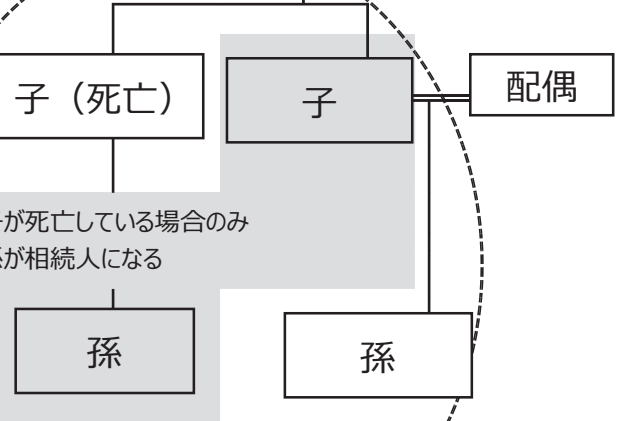 子（死亡）
子
配偶
が死亡している場合のみ
が相続人になる
孫
孫